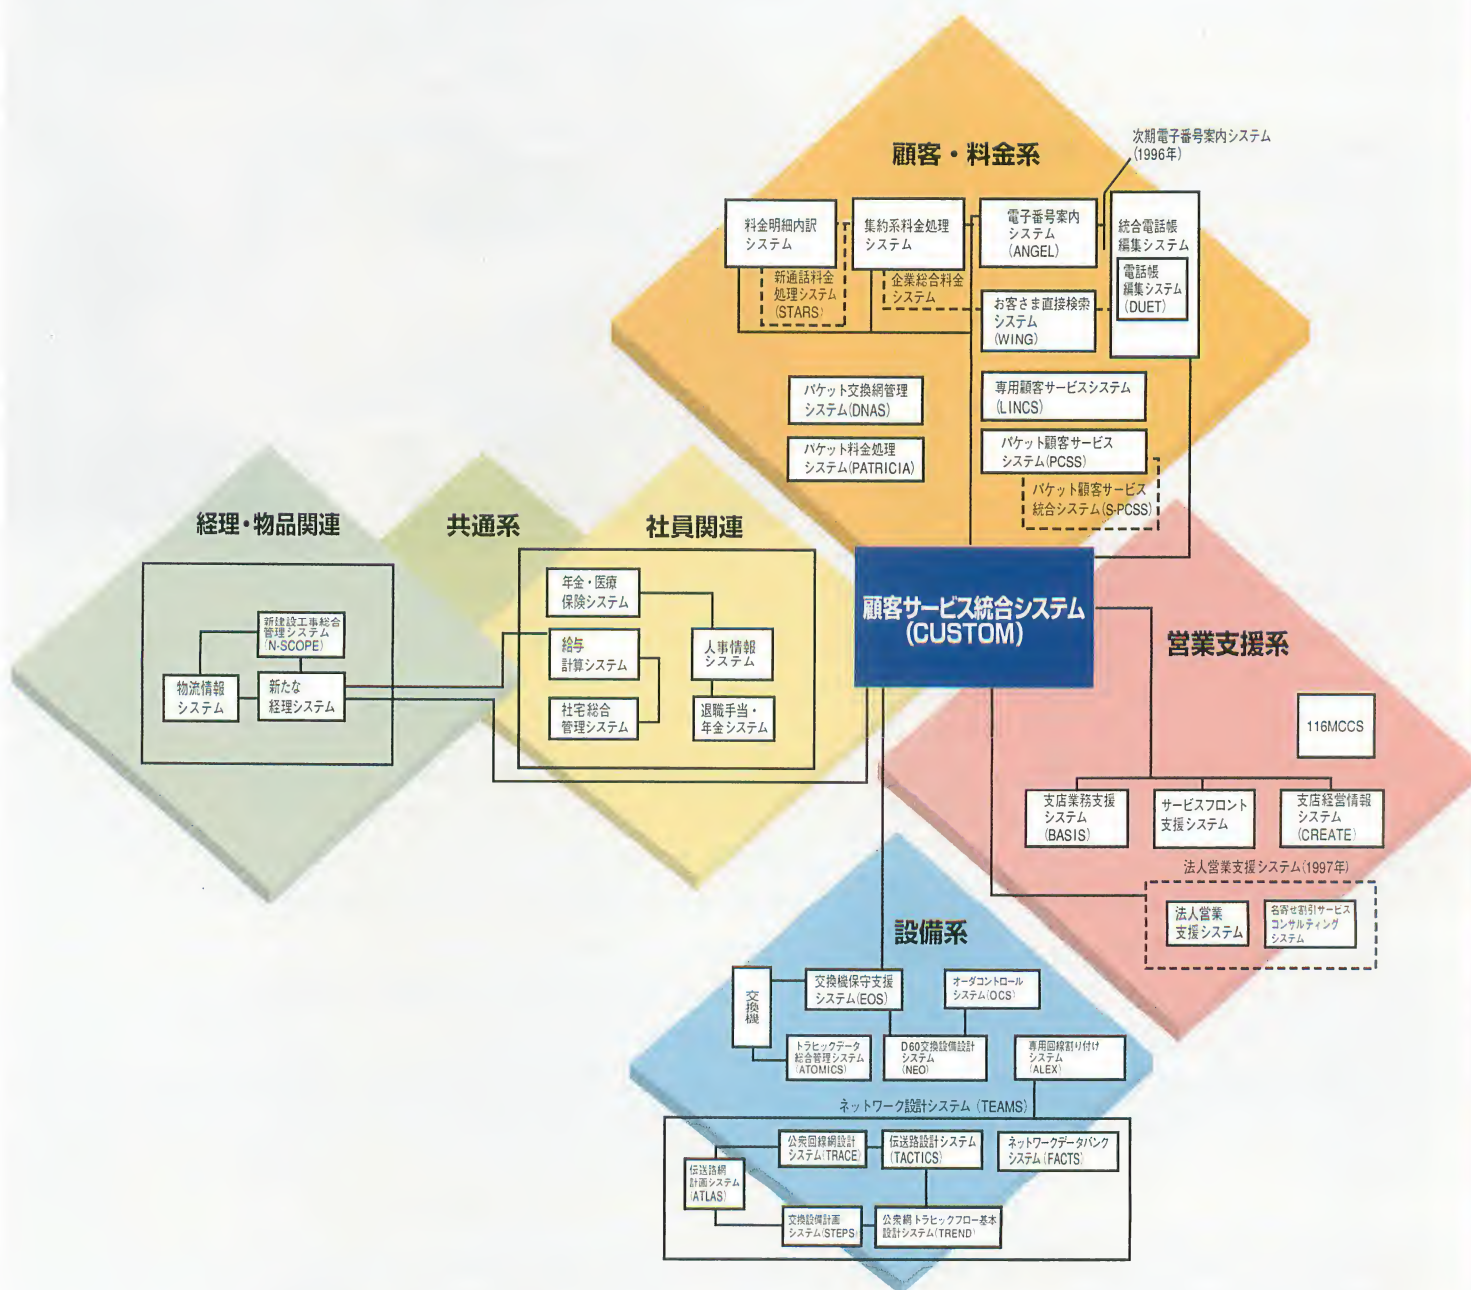 顧客・料金系
次期電子番号案内システム
(1996年)
料金明細内訳
システム
集約系料金処理
システム
電子番号案内
システム
(ANGEL)
統合電話帳
編集システム
電話帳
編集システム
(DUET)
新通話料金
処理システム
(STARS)
企業総合料金
システム
お客さま直接検索
システム
(WING)
パケット交換網管理
システム(DNAS)
専用顧客サービスシステム
(LINCS)
パケット料金処理
システム(PATRICIA)
パケット顧客サービス
システム(PCSS)
パケット顧客サービス
統合システム(S-PCSS)
経理・物品関連
共通系
社員関連
新建設工事総合
管理システム
(N-SCOPE)
物流情報
システム
新たな
経理システム
年金・医療
保険システム
給与
計算システム
人事情報
システム
社宅総合
管理システム
退職手当・
年金システム
顧客サービス統合システム
(CUSTOM)
営業支援系
116MCCS
支店業務支援
システム
(BASIS)
サービスフロント
支援システム
支店経営情報
システム
(CREATE)
法人営業支援システム(1997年)
法人営業
支援システム
名寄せ割引サービス
コンサルティング
システム
設備系
交換機
交換機保守支援
システム(EOS)
オーダコントロール
システム(OCS)
トラヒックデータ
総合管理システム
(ATOMICS)
D60交換設備設計
システム
(NEO)
専用回線割り付け
システム
(ALEX)
ネットワーク設計システム (TEAMS)
公衆回線網設計
システム(TRACE)
伝送路設計システム
(TACTICS)
ネットワークデータバンク
システム(FACTS)
伝送路網
計画システム
(ATLAS)
交換設備計画
システム(STEPS)
公衆網トラヒックフロー基本
設計システム(TREND)